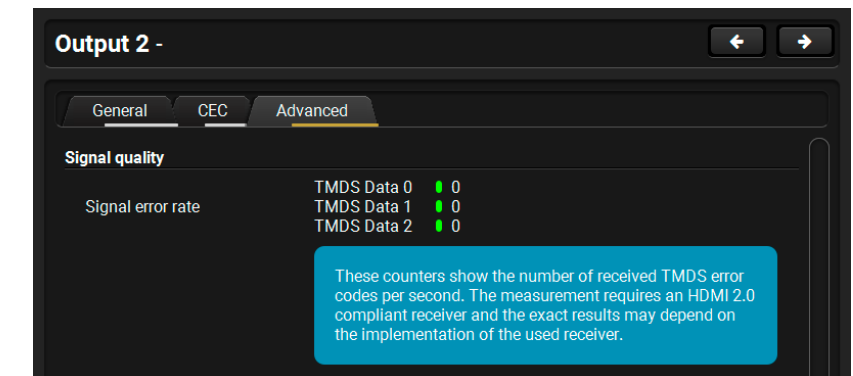 Output 2 -
General CEC Advanced
Signal quality
Signal error rate
TMDS Data 0 0
TMDS Data 1 0
TMDS Data 2 0
These counters show the number of received TMDS error
codes per second. The measurement requires an HDMI 2.0
compliant receiver and the exact results may depend on
the implementation of the used receiver.